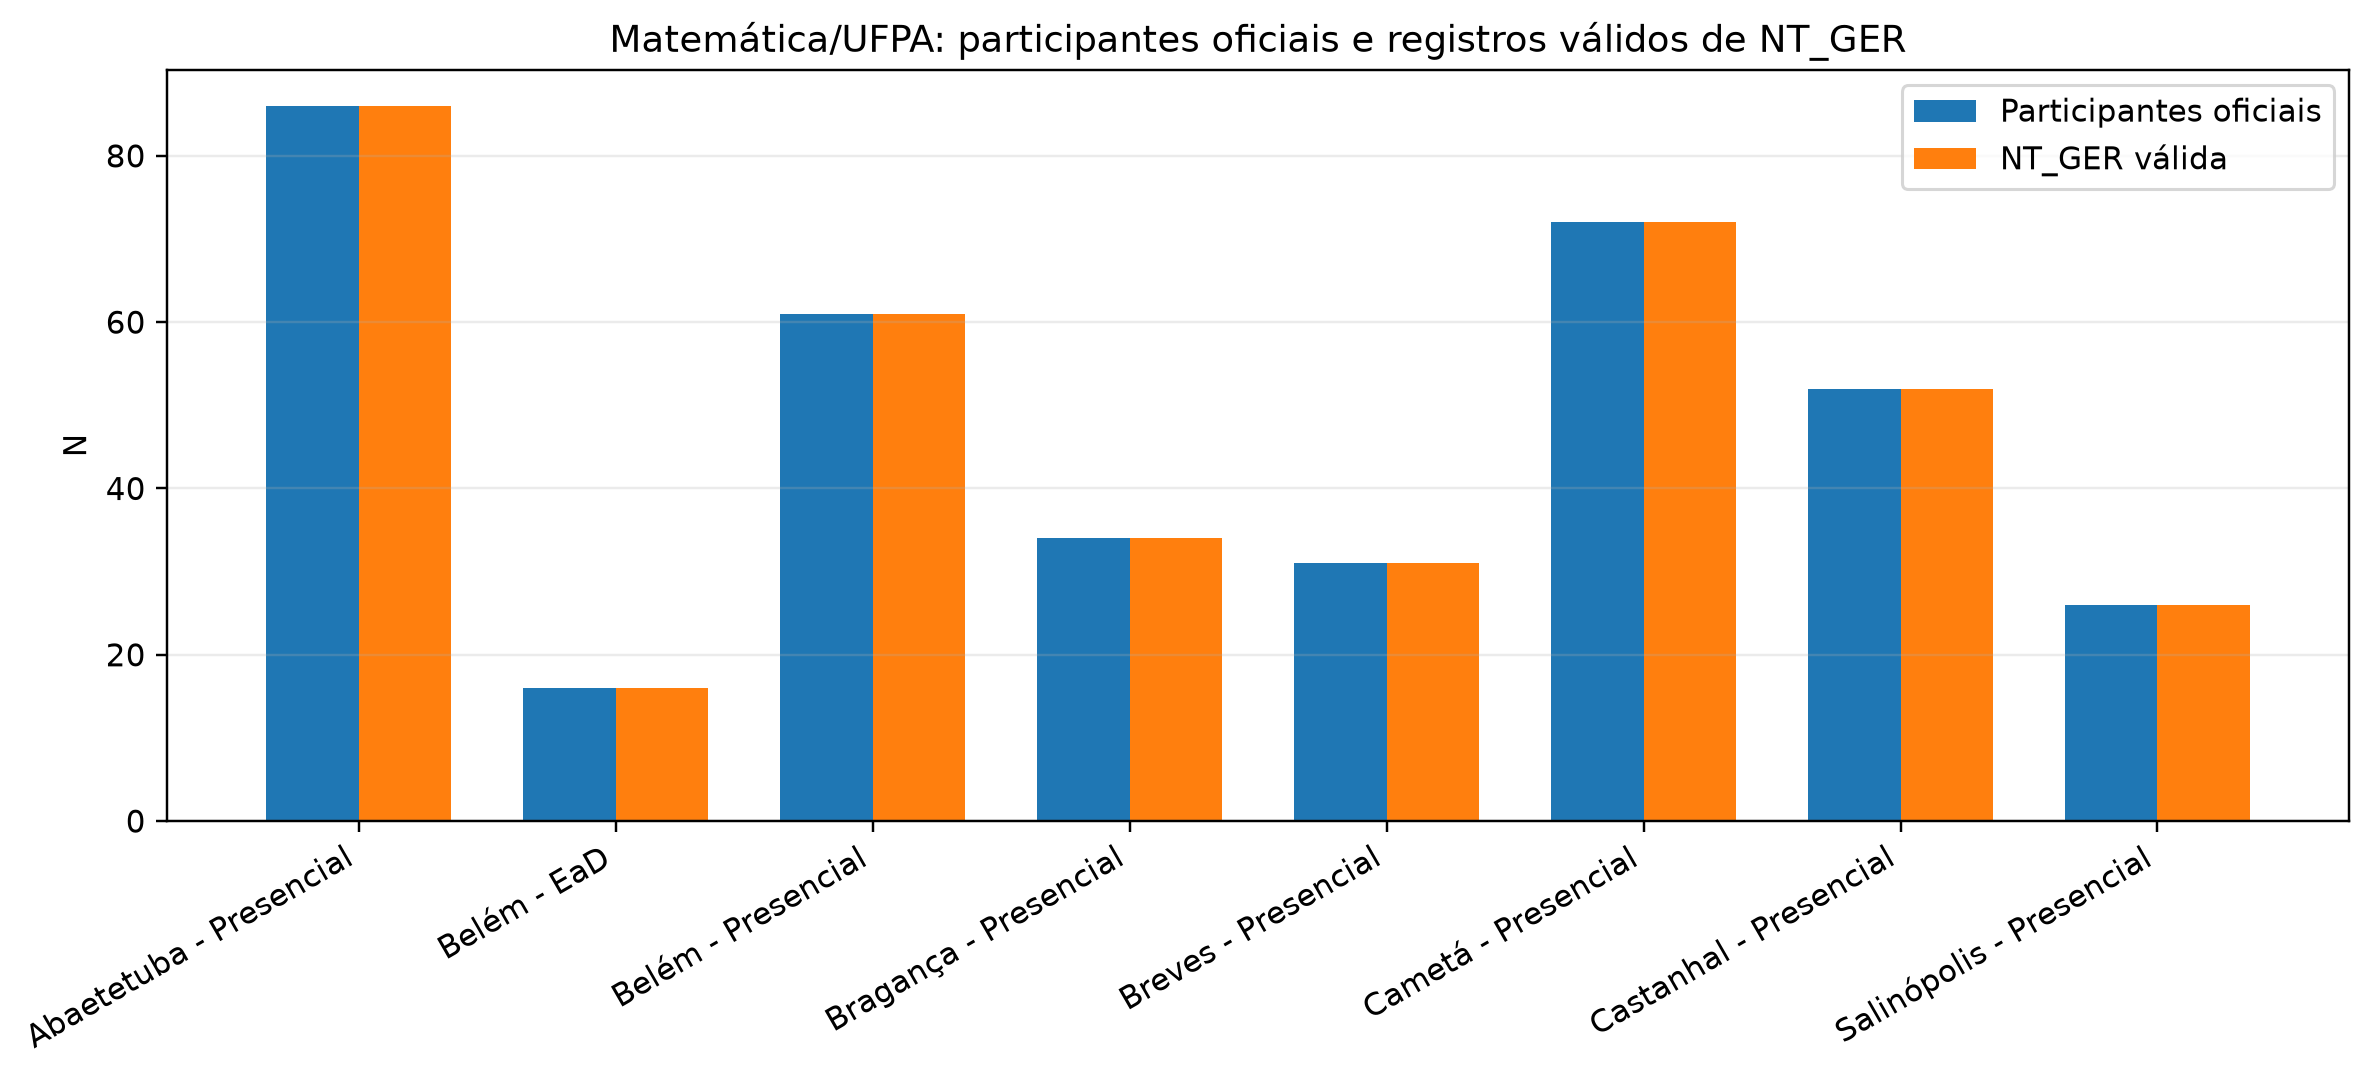 Matemática/UFPA: participantes oficiais e registros válidos de NT_GER
Participantes oficiais
NT_GER válida
N
80
60
40
20
0
Abaetetuba - Presencial
Belém - EaD
Belém - Presencial
Bragança - Presencial
Breves - Presencial
Cametá - Presencial
Castanhal - Presencial
Salinópolis - Presencial